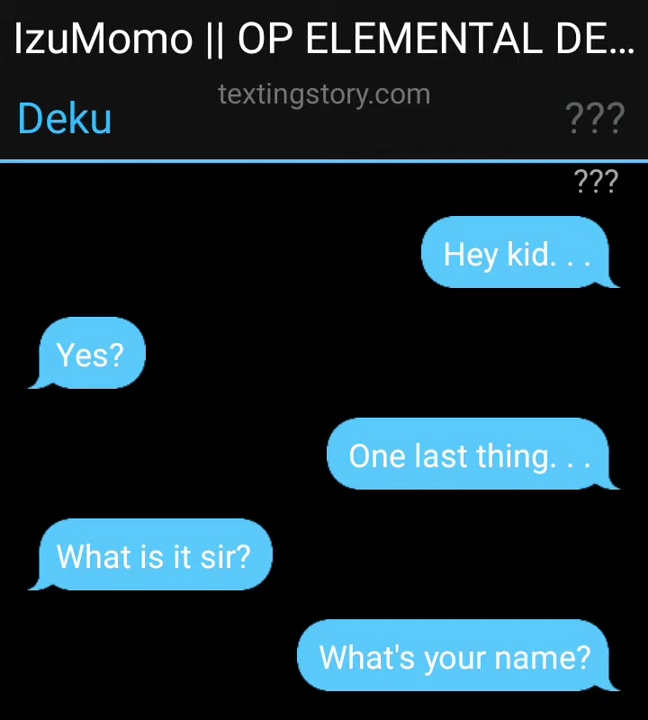 IzuMomo || OP ELEMENTAL DE...
textingstory.com
Deku
???
???
Hey kid. . .
Yes?
One last thing. . .
What is it sir?
What's your name?